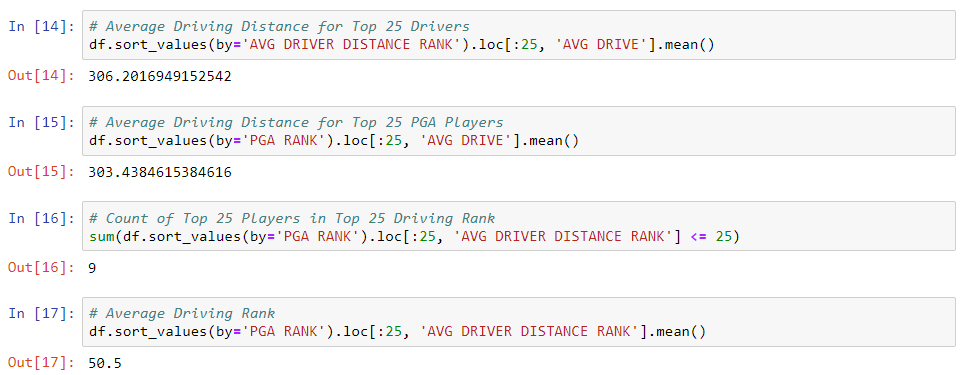 In [14]: # Average Driving Distance for Top 25 Drivers
df.sort_values(by='AVG DRIVER DISTANCE RANK').loc[:25, 'AVG DRIVE'].mean()
Out[14]: 306.2016949152542
In [15]: # Average Driving Distance for Top 25 PGA Players
df.sort_values(by='PGA RANK').loc[:25, 'AVG DRIVE'].mean()
Out[15]: 303.4384615384616
In [16]: # Count of Top 25 Players in Top 25 Driving Rank
sum(df.sort_values(by='PGA RANK').loc[:25, 'AVG DRIVER DISTANCE RANK'] <= 25)
Out[16]: 9
In [17]: # Average Driving Rank
df.sort_values(by='PGA RANK').loc[:25, 'AVG DRIVER DISTANCE RANK'].mean()
Out[17]: 50.5